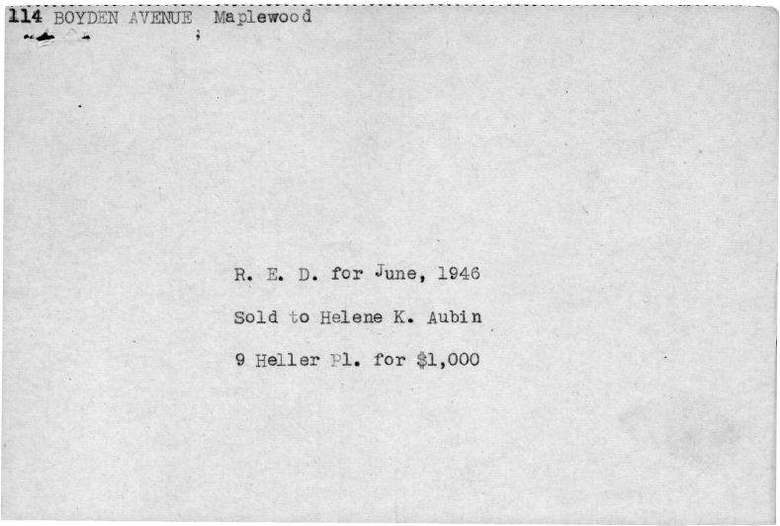 114 BOYDEN AVENUE Maplewood
R. E. D. for June, 1946
Sold to Helene K. Aubin
9 Heller Pl. for $1,000